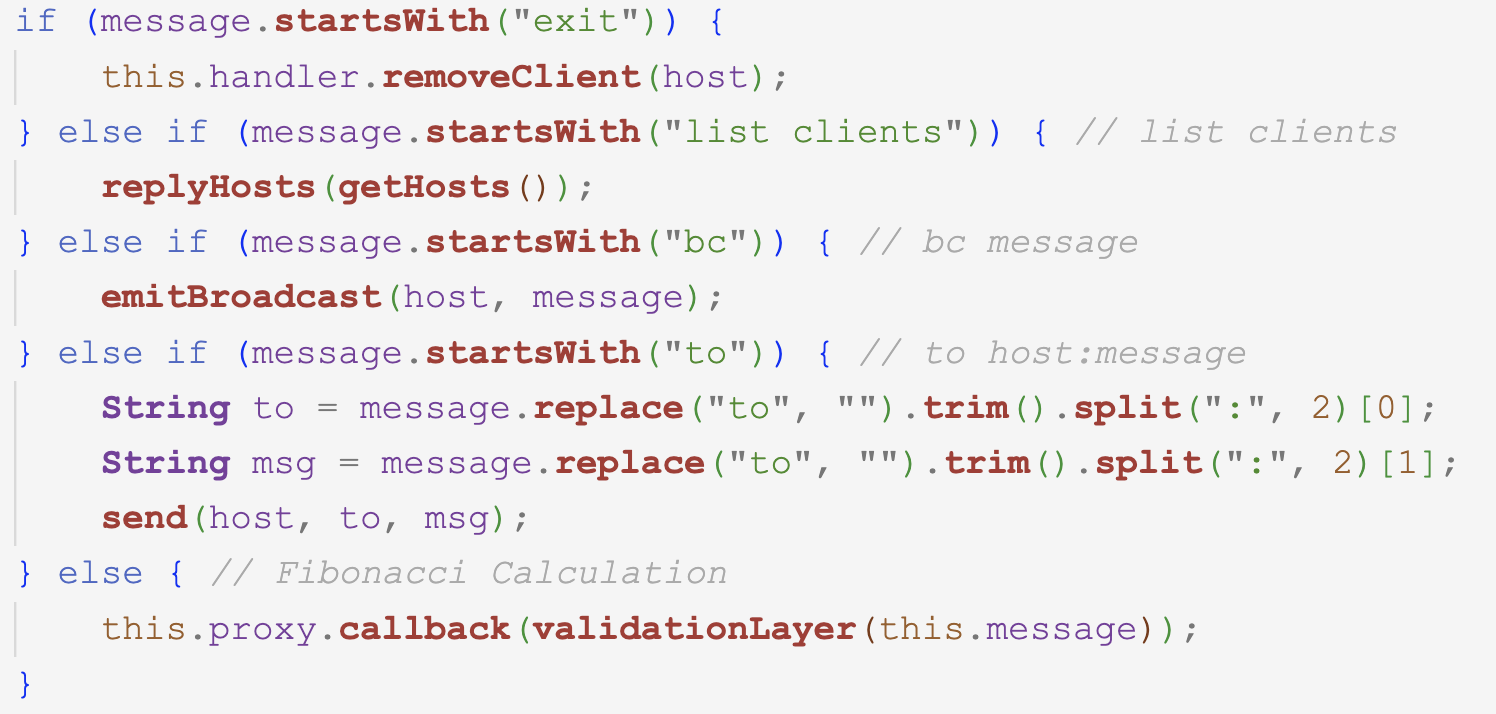 if (message.startsWith("exit")) {
    this.handler.removeClient(host);
} else if (message.startsWith("list clients")) { // list clients
    replyHosts(getHosts());
} else if (message.startsWith("bc")) { // bc message
    emitBroadcast(host, message);
} else if (message.startsWith("to")) { // to host:message
    String to = message.replace("to", "").trim().split(":", 2)[0];
    String msg = message.replace("to", "").trim().split(":", 2)[1];
    send(host, to, msg);
} else { // Fibonacci Calculation
    this.proxy.callback(validationLayer(this.message));
}